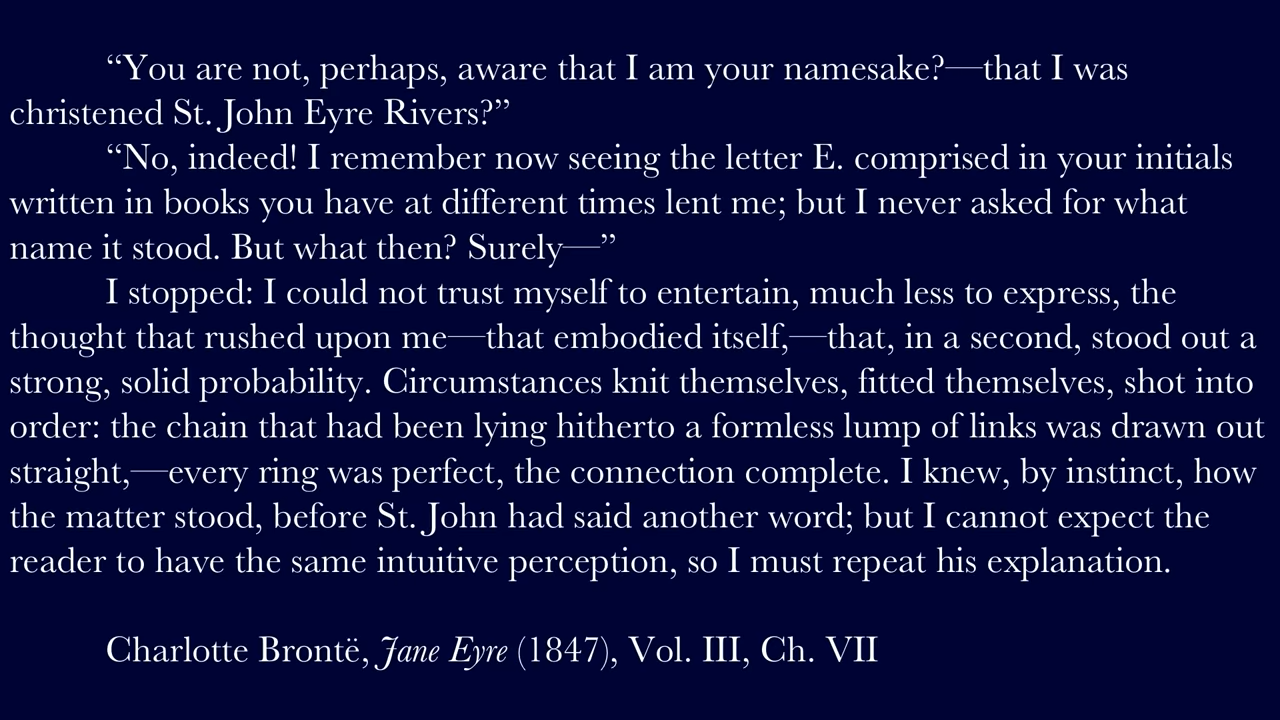 “You are not, perhaps, aware that I am your namesake?—that I was
christened St. John Eyre Rivers?”
“No, indeed! I remember now seeing the letter E. comprised in your initials
written in books you have at different times lent me; but I never asked for what
name it stood. But what then? Surely—”
I stopped: I could not trust myself to entertain, much less to express, the
thought that rushed upon me—that embodied itself,—that, in a second, stood out a
strong, solid probability. Circumstances knit themselves, fitted themselves, shot into
order: the chain that had been lying hitherto a formless lump of links was drawn out
straight,—every ring was perfect, the connection complete. I knew, by instinct, how
the matter stood, before St. John had said another word; but I cannot expect the
reader to have the same intuitive perception, so I must repeat his explanation.
Charlotte Brontë, Jane Eyre (1847), Vol. III, Ch. VII